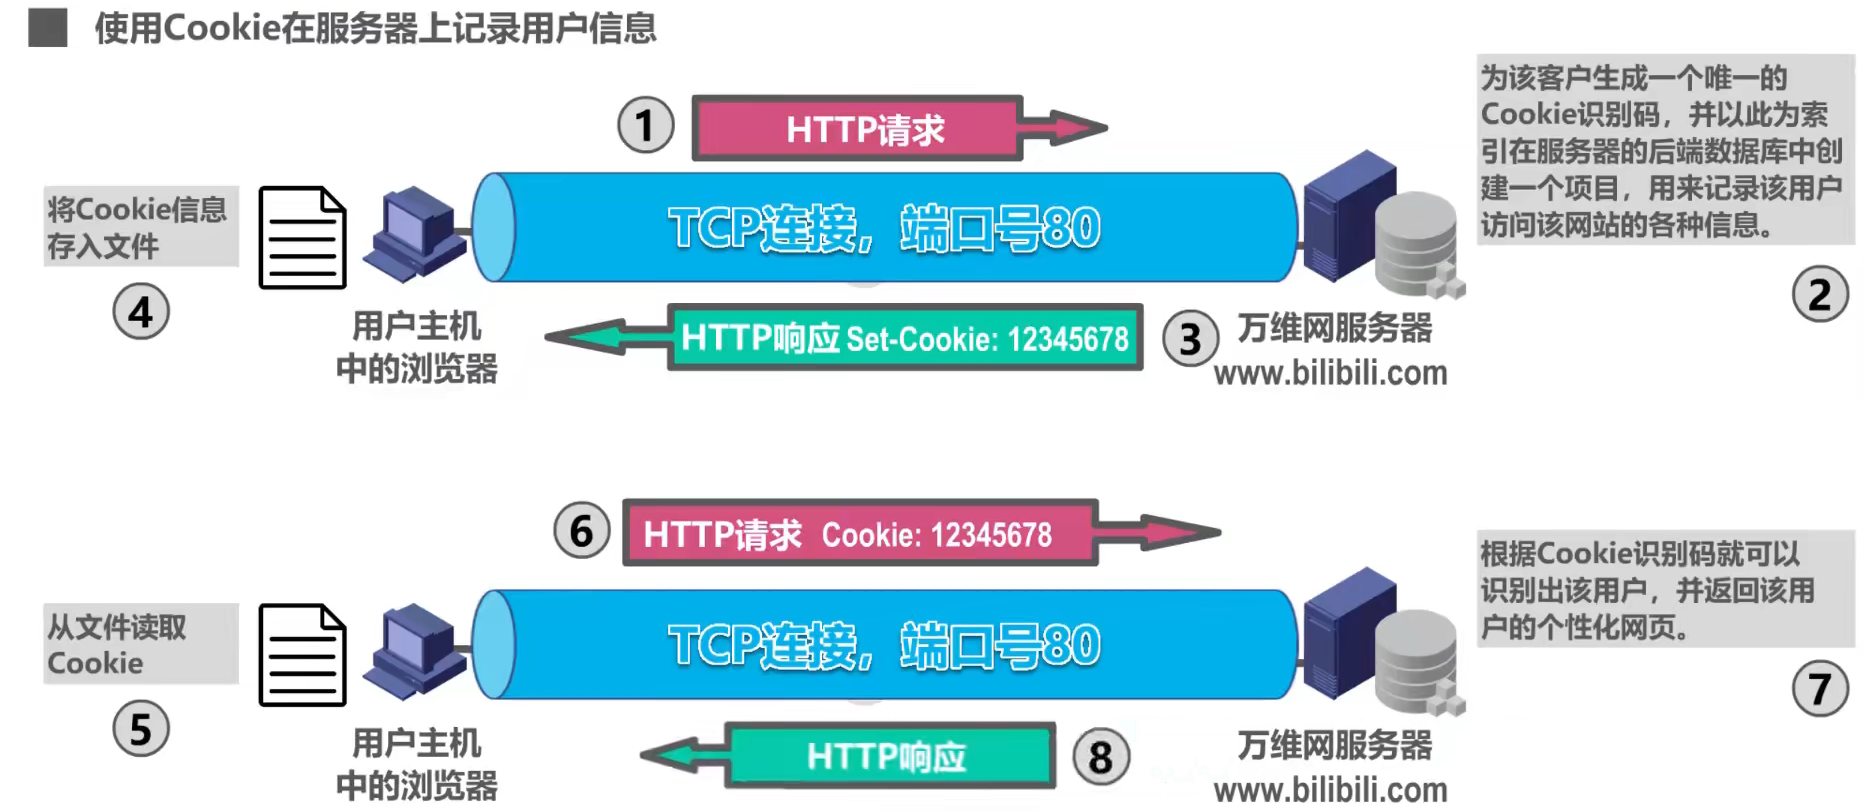 使用Cookie在服务器上记录用户信息
① HTTP请求
为该客户生成一个唯一的
Cookie识别码，并以此为索
引在服务器的后端数据库中创
建一个项目，用来记录该用户
访问该网站的各种信息。
②
将Cookie信息
存入文件
④
TCP连接，端口号80
用户主机
中的浏览器
HTTP响应 Set-Cookie: 12345678
③
万维网服务器
www.bilibili.com
⑥ HTTP请求 Cookie: 12345678
根据Cookie识别码就可以
识别出该用户，并返回该用
户的个性化网页。
⑦
从文件读取
Cookie
⑤
TCP连接，端口号80
用户主机
中的浏览器
HTTP响应
⑧
万维网服务器
www.bilibili.com